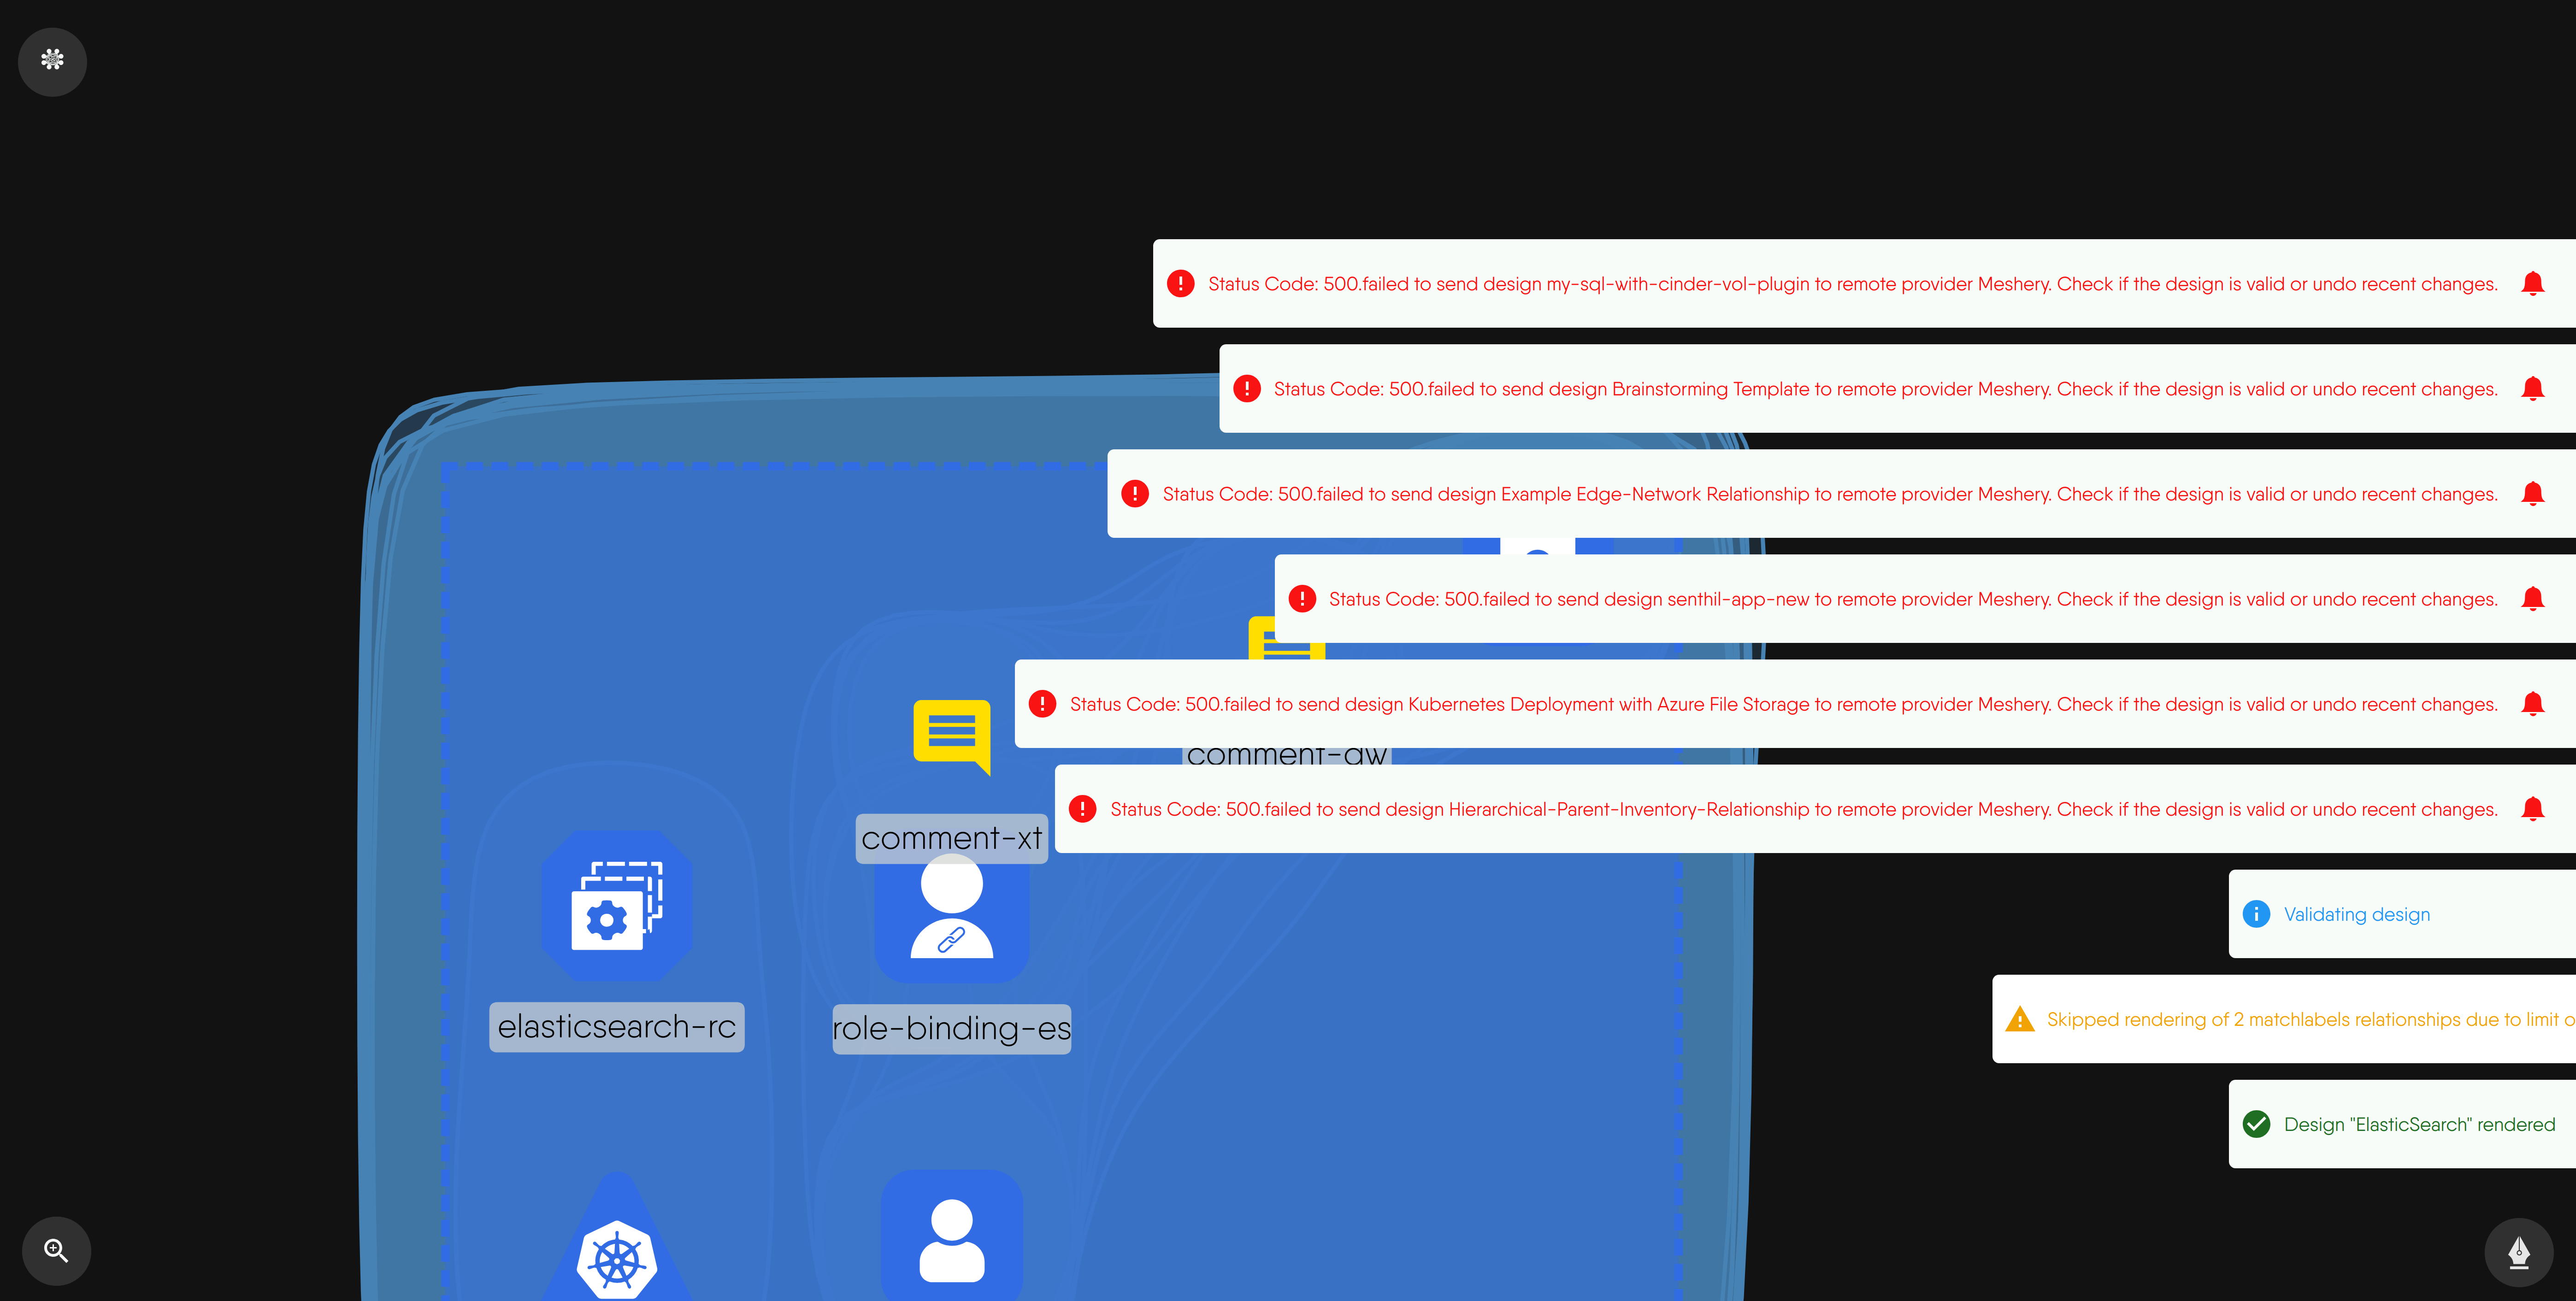 Status Code: 500.failed to send design my-sql-with-cinder-vol-plugin to remote provider Meshery. Check if the design is valid or undo recent changes.
Status Code: 500.failed to send design Brainstorming Template to remote provider Meshery. Check if the design is valid or undo recent changes.
Status Code: 500.failed to send design Example Edge-Network Relationship to remote provider Meshery. Check if the design is valid or undo recent changes.
Status Code: 500.failed to send design senthil-app-new to remote provider Meshery. Check if the design is valid or undo recent changes.
Status Code: 500.failed to send design Kubernetes Deployment with Azure File Storage to remote provider Meshery. Check if the design is valid or undo recent changes.
comment-dw
Status Code: 500.failed to send design Hierarchical-Parent-Inventory-Relationship to remote provider Meshery. Check if the design is valid or undo recent changes.
comment-xt
Validating design
elasticsearch-rc
role-binding-es
Skipped rendering of 2 matchlabels relationships due to limit
Design "ElasticSearch" rendered